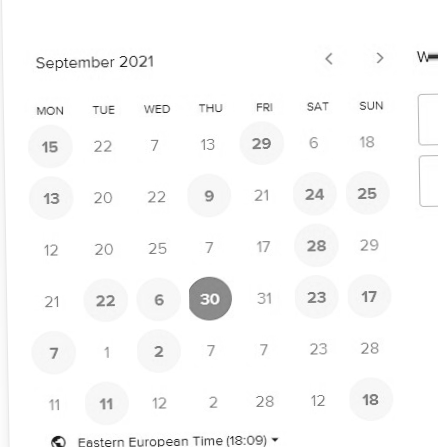 September 2021
MON TUE WED THU FRI SAT SUN
15 22 7 13 29 6 18
13 20 22 9 21 24 25
12 20 25 7 17 28 29
21 22 6 30 31 23 17
7 1 2 7 7 23 28
11 11 12 2 28 12 18
Eastern European Time (18:09)